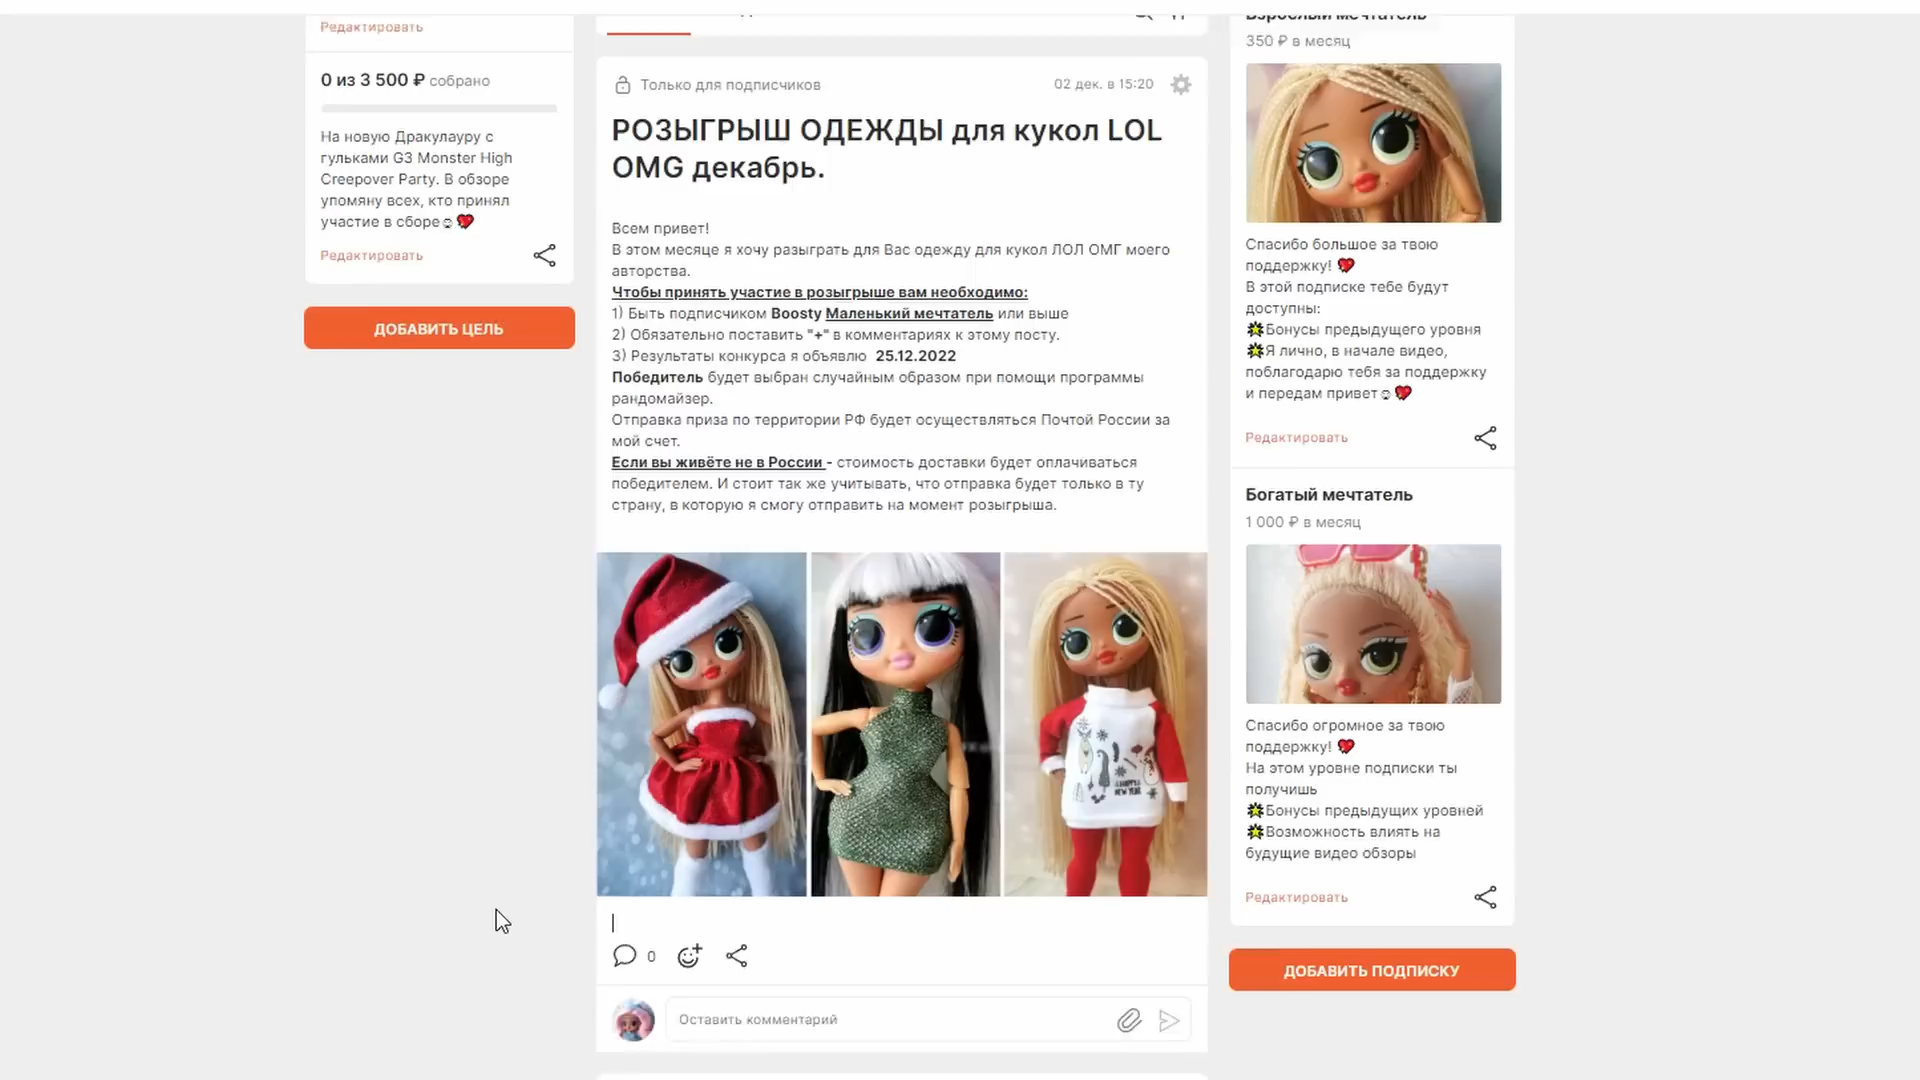 Редактировать
0 из 3 500 ₽ собрано
На новую Дракулауру с
гульками G3 Monster High
Creepover Party. В обзоре
упомяну всех, кто принял
участие в сборе☺💖
Редактировать
ДОБАВИТЬ ЦЕЛЬ
Только для подписчиков
02 дек. в 15:20
РОЗЫГРЫШ ОДЕЖДЫ для кукол LOL
OMG декабрь.
Всем привет!
В этом месяце я хочу разыграть для Вас одежду для кукол ЛОЛ ОМГ моего
авторства.
Чтобы принять участие в розыгрыше вам необходимо:
1) Быть подписчиком Boosty Маленький мечтатель или выше
2) Обязательно поставить "+" в комментариях к этому посту.
3) Результаты конкурса я объявлю 25.12.2022
Победитель будет выбран случайным образом при помощи программы
рандомайзер.
Отправка приза по территории РФ будет осуществляться Почтой России за
мой счет.
Если вы живёте не в России - стоимость доставки будет оплачиваться
победителем. И стоит так же учитывать, что отправка будет только в ту
страну, в которую я смогу отправить на момент розыгрыша.
0
Оставить комментарий
Взрослый мечтатель
350 ₽ в месяц
Спасибо большое за твою
поддержку! 💖
В этой подписке тебе будут
доступны:
🌟Бонусы предыдущего уровня
🌟Я лично, в начале видео,
поблагодарю тебя за поддержку
и передам привет☺💖
Редактировать
Богатый мечтатель
1 000 ₽ в месяц
Спасибо огромное за твою
поддержку! 💖
На этом уровне подписки ты
получишь
🌟Бонусы предыдущих уровней
🌟Возможность влиять на
будущие видео обзоры
Редактировать
ДОБАВИТЬ ПОДПИСКУ